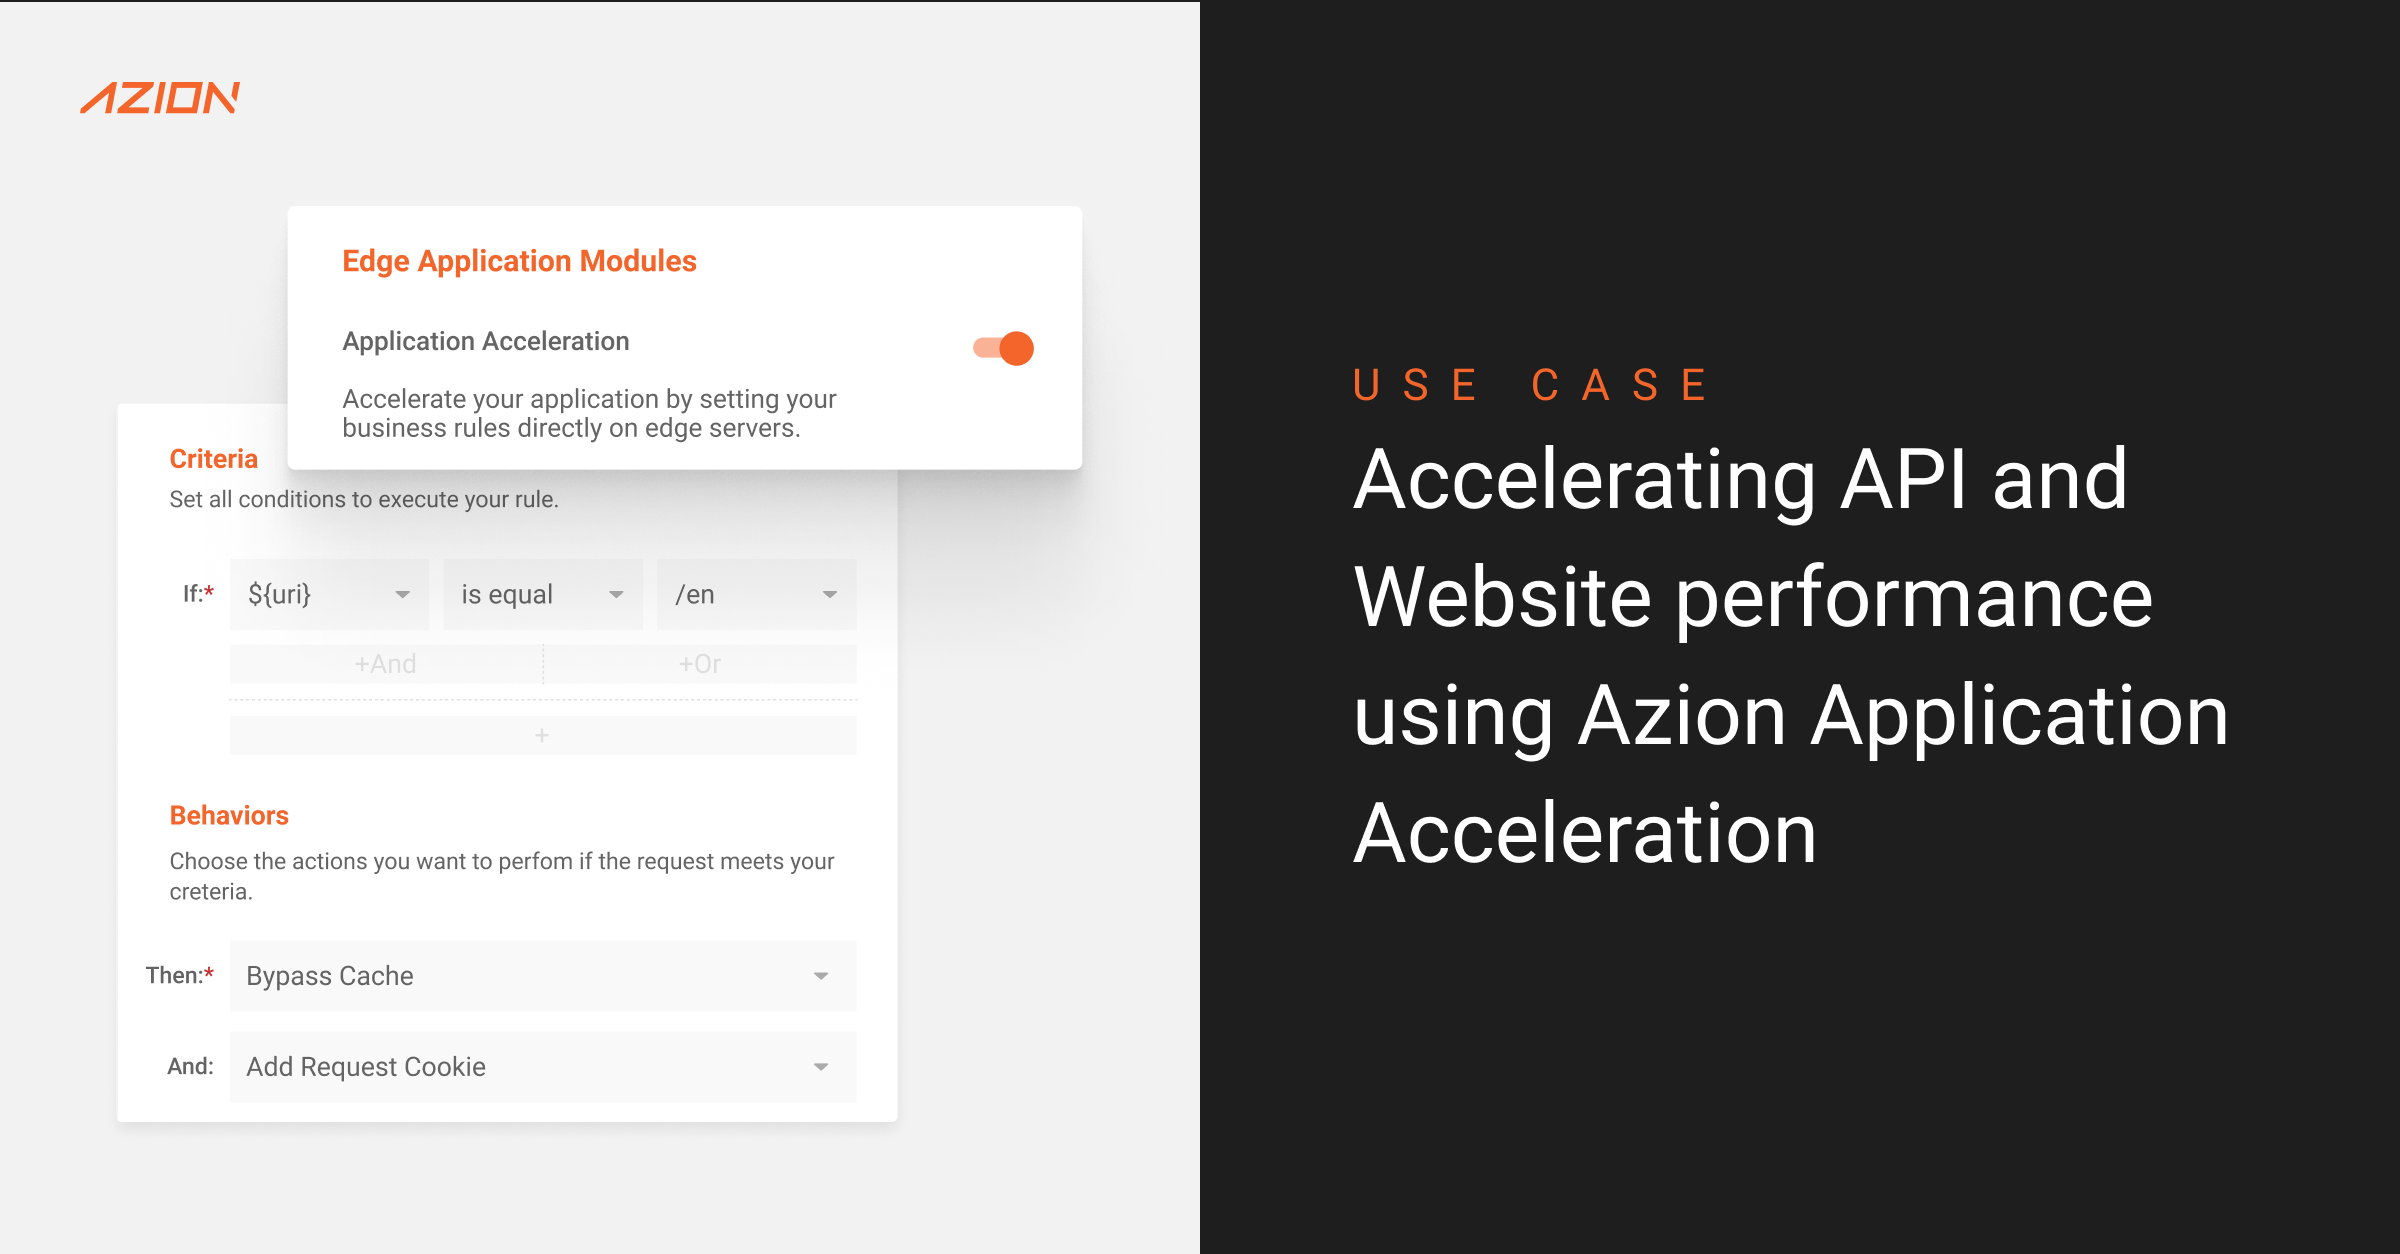 AZION
Edge Application Modules
Application Acceleration
Accelerate your application by setting your
business rules directly on edge servers.
Criteria
Set all conditions to execute your rule.
If:* ${uri} is equal /en
+And +Or
+
Behaviors
Choose the actions you want to perfom if the request meets your
creteria.
Then:* Bypass Cache
And: Add Request Cookie
USE CASE
Accelerating API and
Website performance
using Azion Application
Acceleration